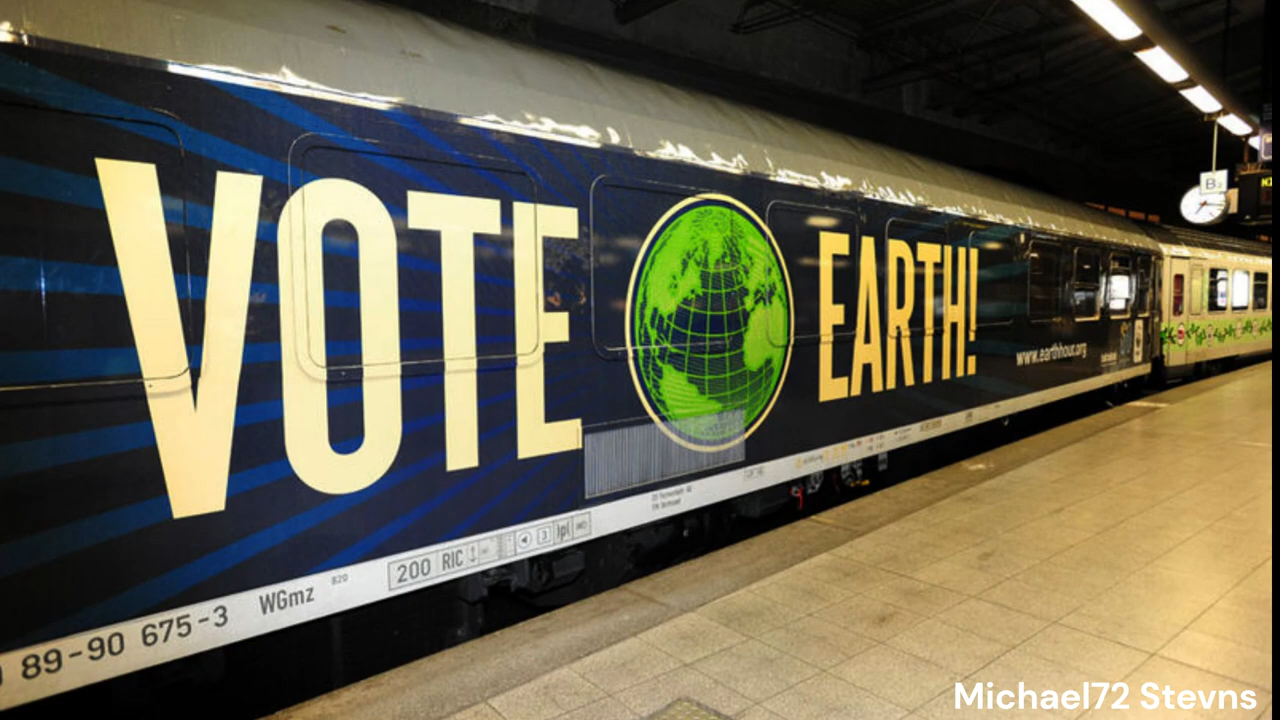 VOTE EARTH!
www.earthhour.org
B
89-90 675-3 WGmz
200 RIC
Michael72 Stevns